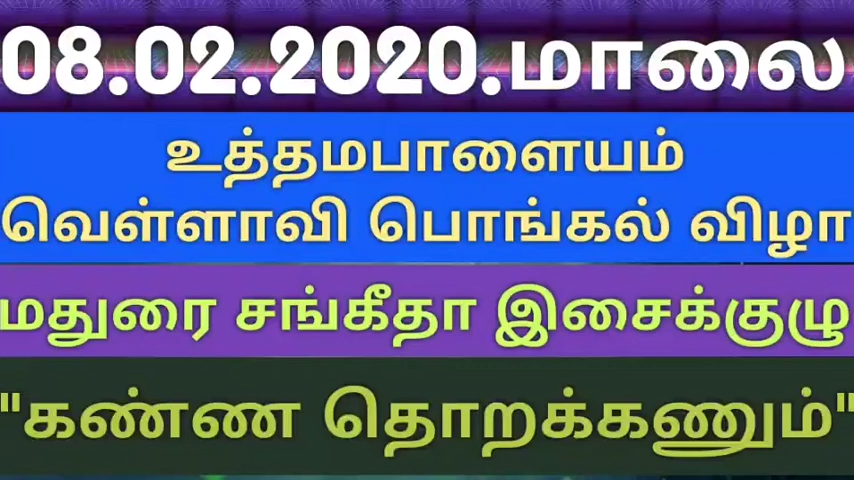 08.02.2020.மாலை
உத்தமபாளையம்
வெள்ளாவி பொங்கல் விழா
மதுரை சங்கீதா இசைக்குழு
"கண்ண தொறக்கணும்"